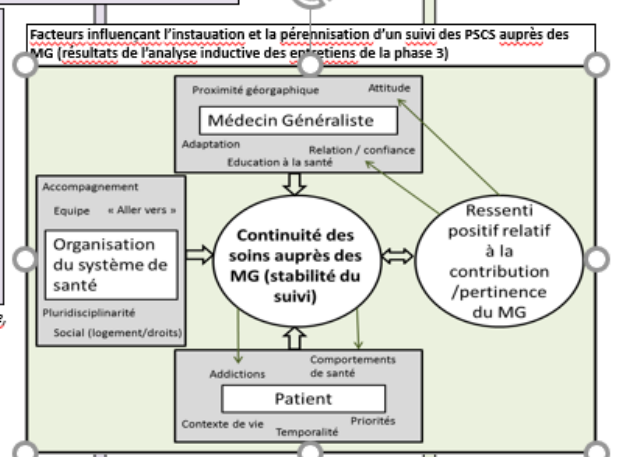 Facteurs influençant l'instauation et la pérennisation d'un suivi des PSCS auprès des
MG (résultats de l'analyse inductive des entretiens de la phase 3)
Proximité géorgaphique
Attitude
Médecin Généraliste
Adaptation
Relation / confiance
Education à la santé
Accompagnement
Equipe « Aller vers »
Organisation
du système de
santé
Pluridisciplinarité
Social (logement/droits)
Continuité des
soins auprès des
MG (stabilité du
suivi)
Ressenti
positif relatif
à la
contribution
/pertinence
du MG
Addictions
Comportements
de santé
Patient
Contexte de vie
Priorités
Temporalité